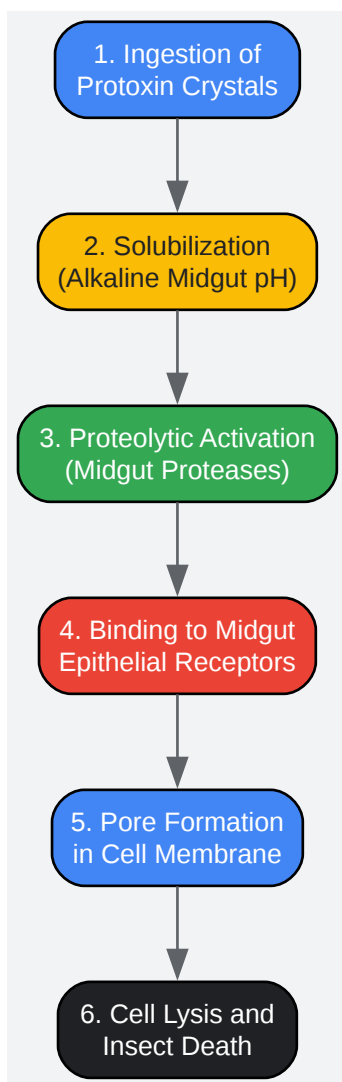 1. Ingestion of
Protoxin Crystals
2. Solubilization
(Alkaline Midgut pH)
3. Proteolytic Activation
(Midgut Proteases)
4. Binding to Midgut
Epithelial Receptors
5. Pore Formation
in Cell Membrane
6. Cell Lysis and
Insect Death